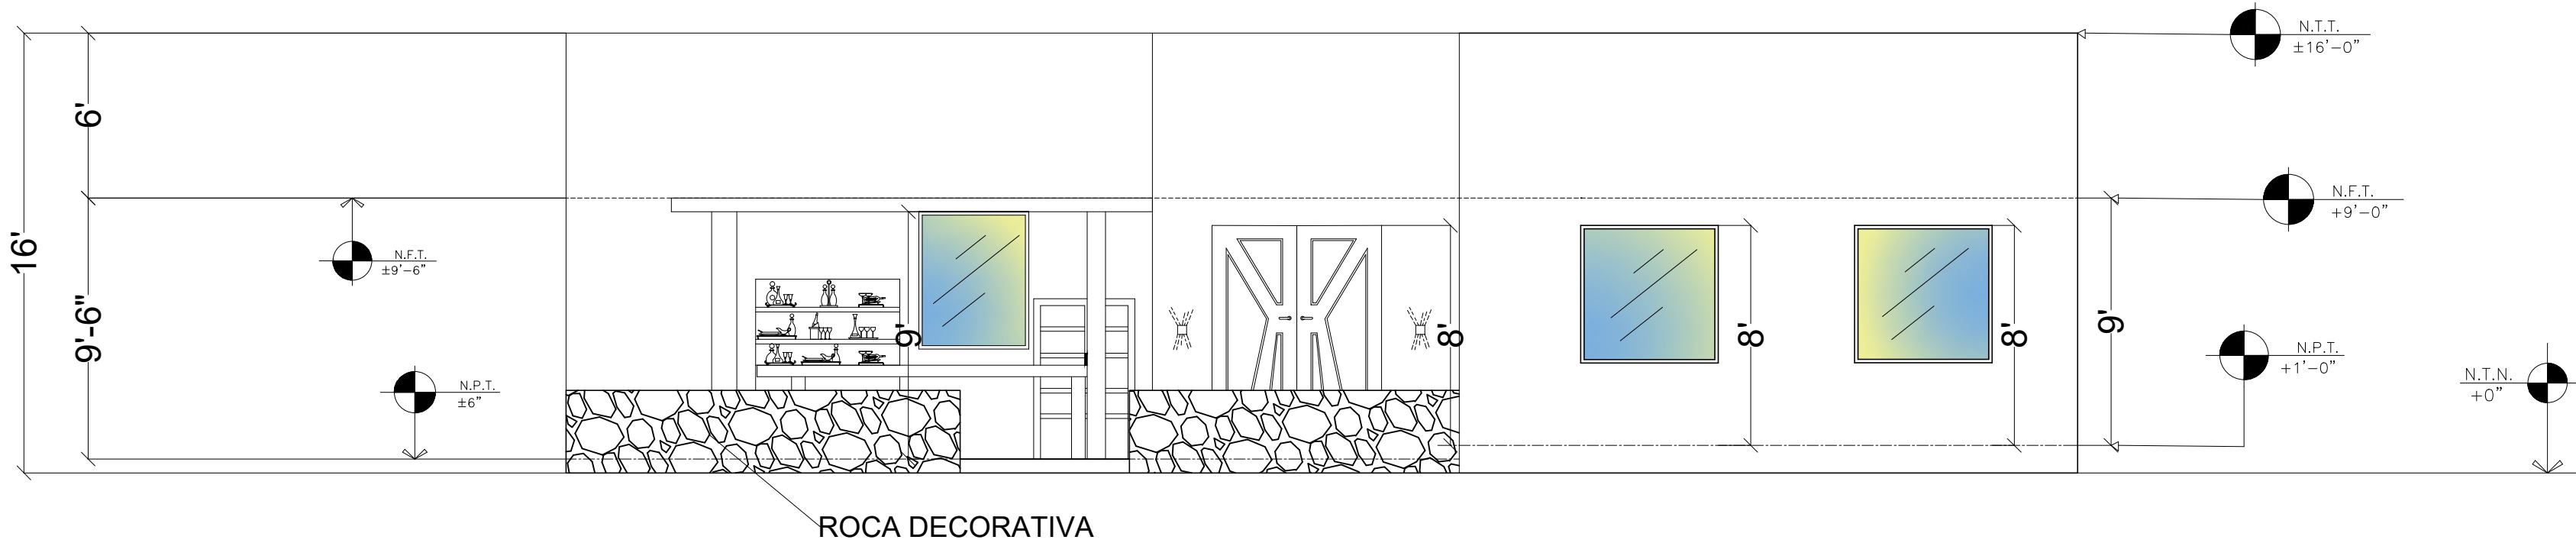 N.T.T.
±16'-0"
6'
16'
N.F.T.
+9'-0"
N.F.T.
±9'-6"
9'-6"
9'
8'
8'
8'
9'
N.P.T.
+1'-0"
N.P.T.
±6"
N.T.N.
+0"
ROCA DECORATIVA